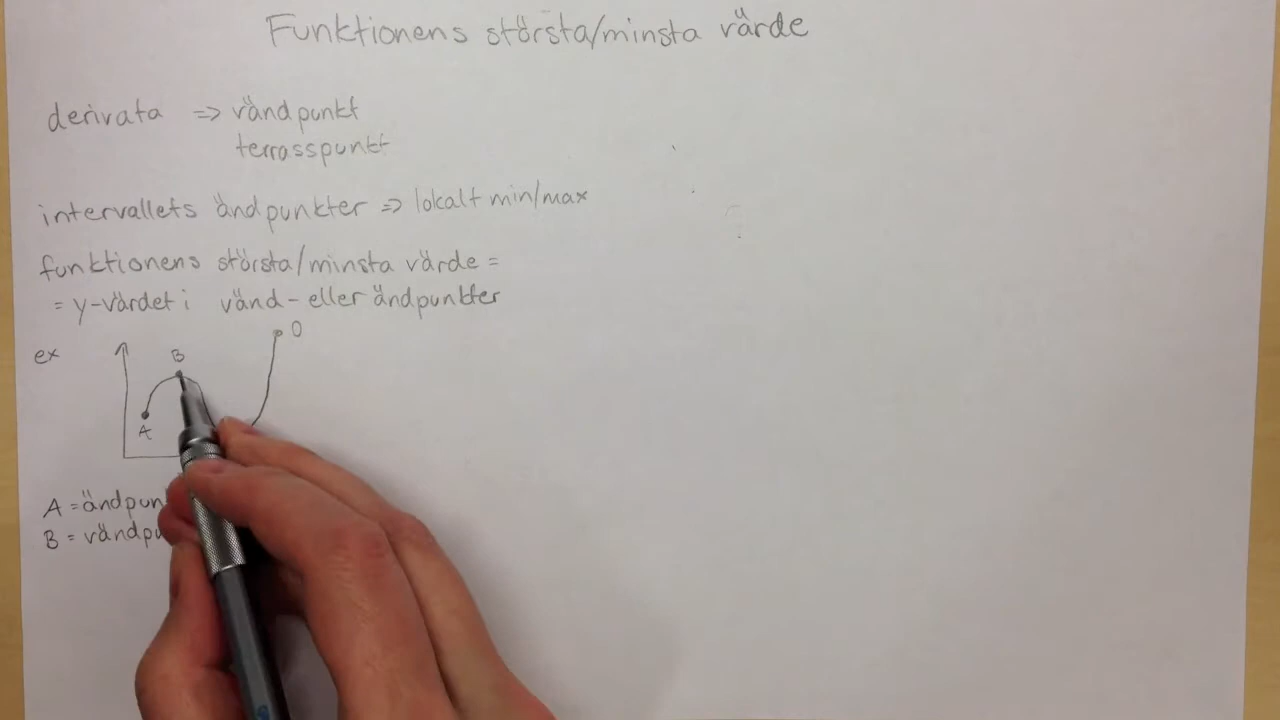 Funktionens största/minsta värde
derivata => vändpunkt
terrasspunkt
intervallets ändpunkter => lokalt min/max
funktionens största/minsta värde =
= y-värdet i vänd- eller ändpunkter
ex
B
D
A
A = ändpun
B = vändpu